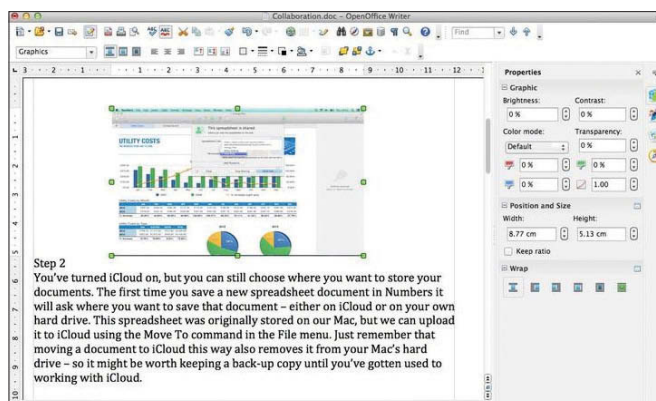 Collaboration.doc - OpenOffice Writer
Find
Graphics
Properties
Graphic
Brightness: Contrast:
0 % 0 %
Color mode: Transparency:
Default 0 %
0 % 0 %
0 % 1.00
Position and Size
Width: Height:
8.77 cm 5.13 cm
Keep ratio
Wrap
This spreadsheet is shared
UTILITY COSTS
Step 2
You've turned iCloud on, but you can still choose where you want to store your
documents. The first time you save a new spreadsheet document in Numbers it
will ask where you want to save that document – either on iCloud or on your own
hard drive. This spreadsheet was originally stored on our Mac, but we can upload
it to iCloud using the Move To command in the File menu. Just remember that
moving a document to iCloud this way also removes it from your Mac's hard
drive – so it might be worth keeping a back-up copy until you've gotten used to
working with iCloud.